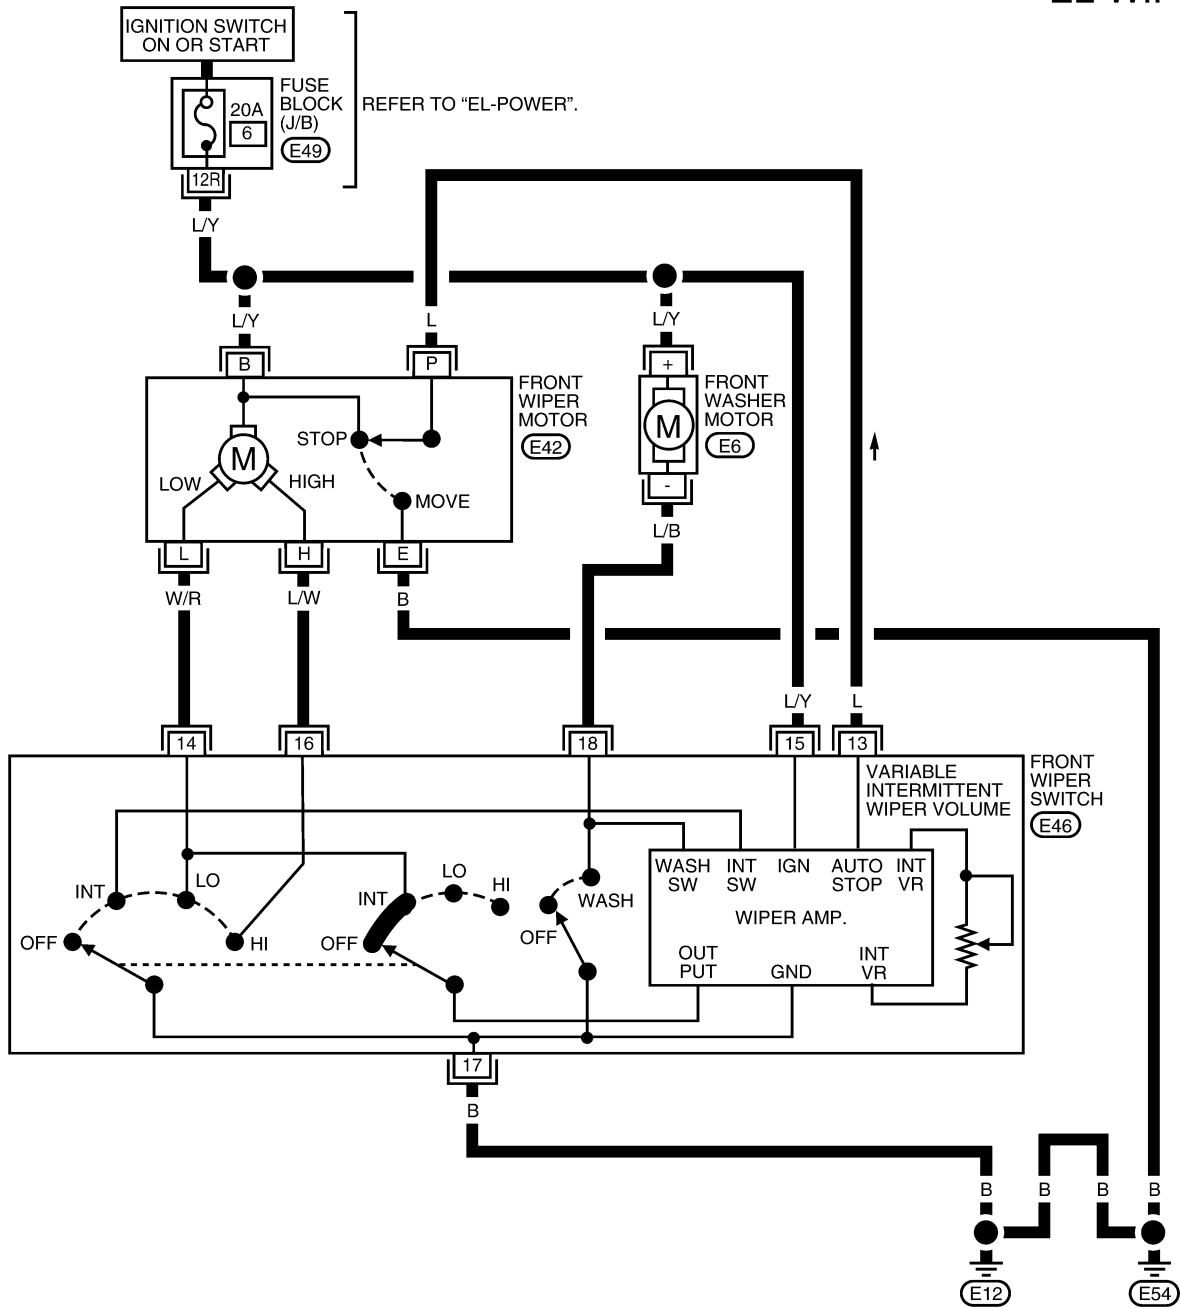 IGNITION SWITCH
ON OR START
FUSE
BLOCK
(J/B)
E49
20A
6
12R
REFER TO “EL-POWER”.
L/Y
L/Y
L
L/Y
B
P
+
FRONT
WIPER
MOTOR
E42
FRONT
WASHER
MOTOR
E6
STOP
M
M
LOW
HIGH
MOVE
-
L
H
E
L/B
W/R
L/W
B
L/Y
L
14
16
18
15
13
FRONT
WIPER
SWITCH
E46
VARIABLE
INTERMITTENT
WIPER VOLUME
WASH
SW
INT
SW
IGN
AUTO
STOP
INT
VR
WIPER AMP.
OUT
PUT
GND
INT
VR
INT
LO
OFF
HI
INT
LO
HI
OFF
WASH
OFF
17
B
B
B
B
B
E12
E54